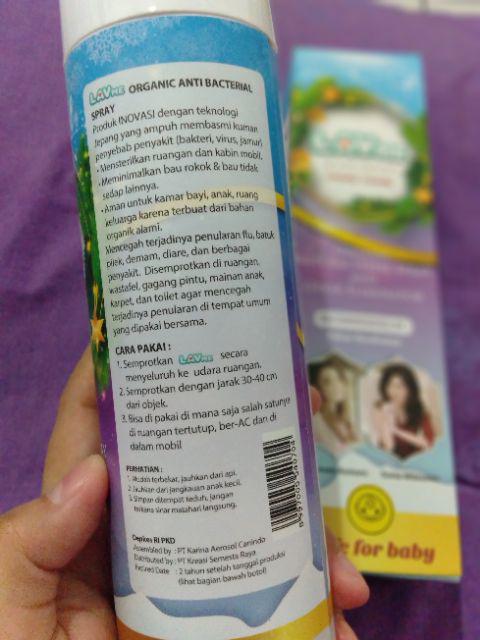 LAVME ORGANIC ANTI BACTERIAL
SPRAY
Produk INOVASI dengan teknologi
Jepang yang ampuh membasmi kuman
penyebab penyakit (bakteri, virus, jamur)
•Mensterilkan ruangan dan kabin mobil.
•Meminimalkan bau rokok & bau tidak
sedap lainnya.
•Aman untuk kamar bayi, anak, ruang
keluarga karena terbuat dari bahan
organik alami.
Mencegah terjadinya penularan flu, batuk
pilek, demam, diare, dan berbagai
penyakit. Disemprotkan di ruangan,
wastafel, gagang pintu, mainan anak,
karpet, dan toilet agar mencegah
terjadinya penularan di tempat umum
yang dipakai bersama.
CARA PAKAI :
1. Semprotkan LAVME secara
menyeluruh ke udara ruangan.
2. Semprotkan dengan jarak 30-40 cm
dari objek.
3. Bisa di pakai di mana saja salah satunya
di ruangan tertutup, ber-AC dan di
dalam mobil
PERHATIAN :
1. Mudah terbakar, jauhkan dari api.
2. Jauhkan dari jangkauan anak kecil.
3. Simpan ditempat teduh, jangan
terkena sinar matahari langsung.
Depkes RI PKD
Assembled by : PT Karina Aerosol Canindo
Distributed by : PT Kreasi Semesta Raya
Expired Date : 2 tahun setelah tanggal produksi
(lihat bagian bawah botol)
for baby